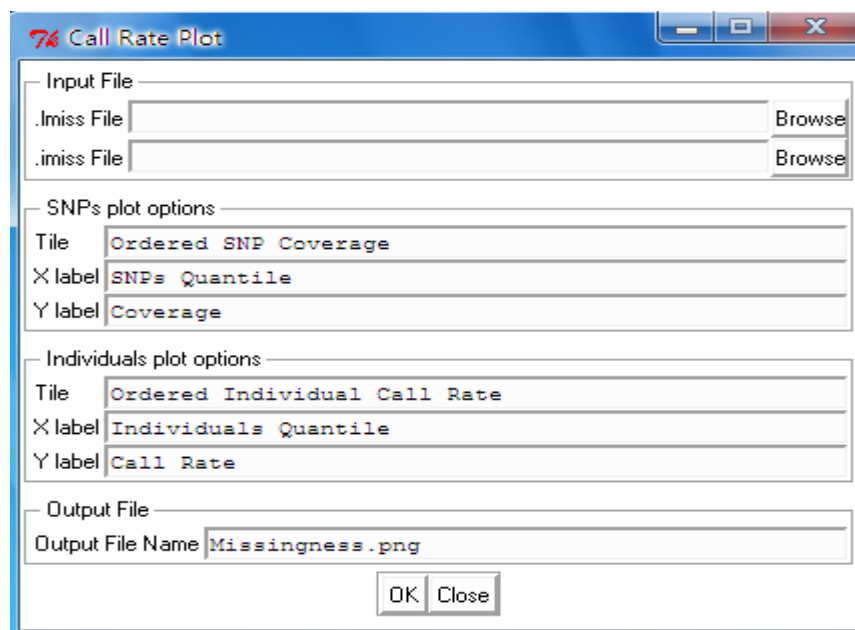 Call Rate Plot
Input File
.lmiss File Browse
.imiss File Browse
SNPs plot options
Tile Ordered SNP Coverage
X label SNPs Quantile
Y label Coverage
Individuals plot options
Tile Ordered Individual Call Rate
X label Individuals Quantile
Y label Call Rate
Output File
Output File Name Missingness.png
OK Close